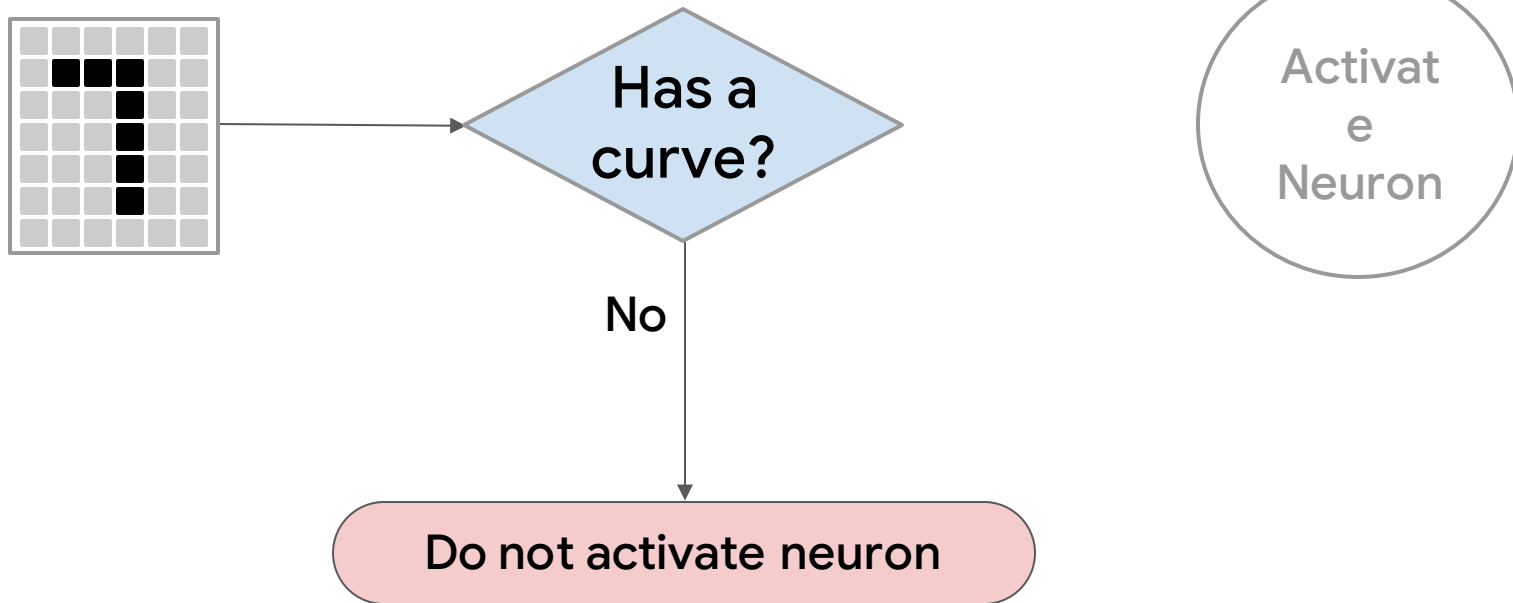 Has a
curve?
Activat
e
Neuron
No
Do not activate neuron